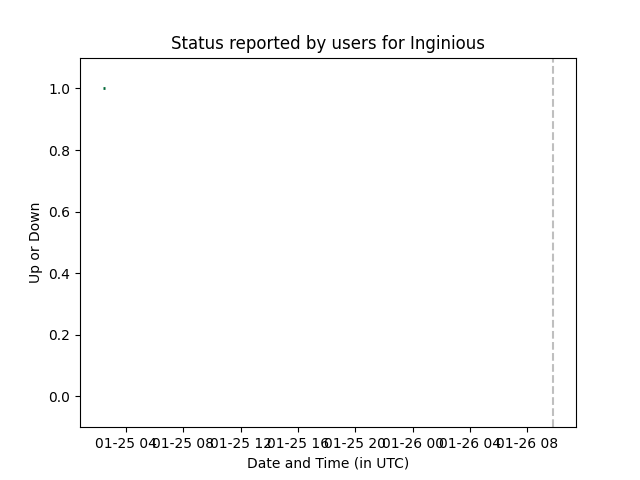 Status reported by users for Inginious
1.0
0.8
0.6
0.4
0.2
0.0
Up or Down
01-25 04 01-25 08 01-25 12 01-25 16 01-25 20 01-26 00 01-26 04 01-26 08
Date and Time (in UTC)